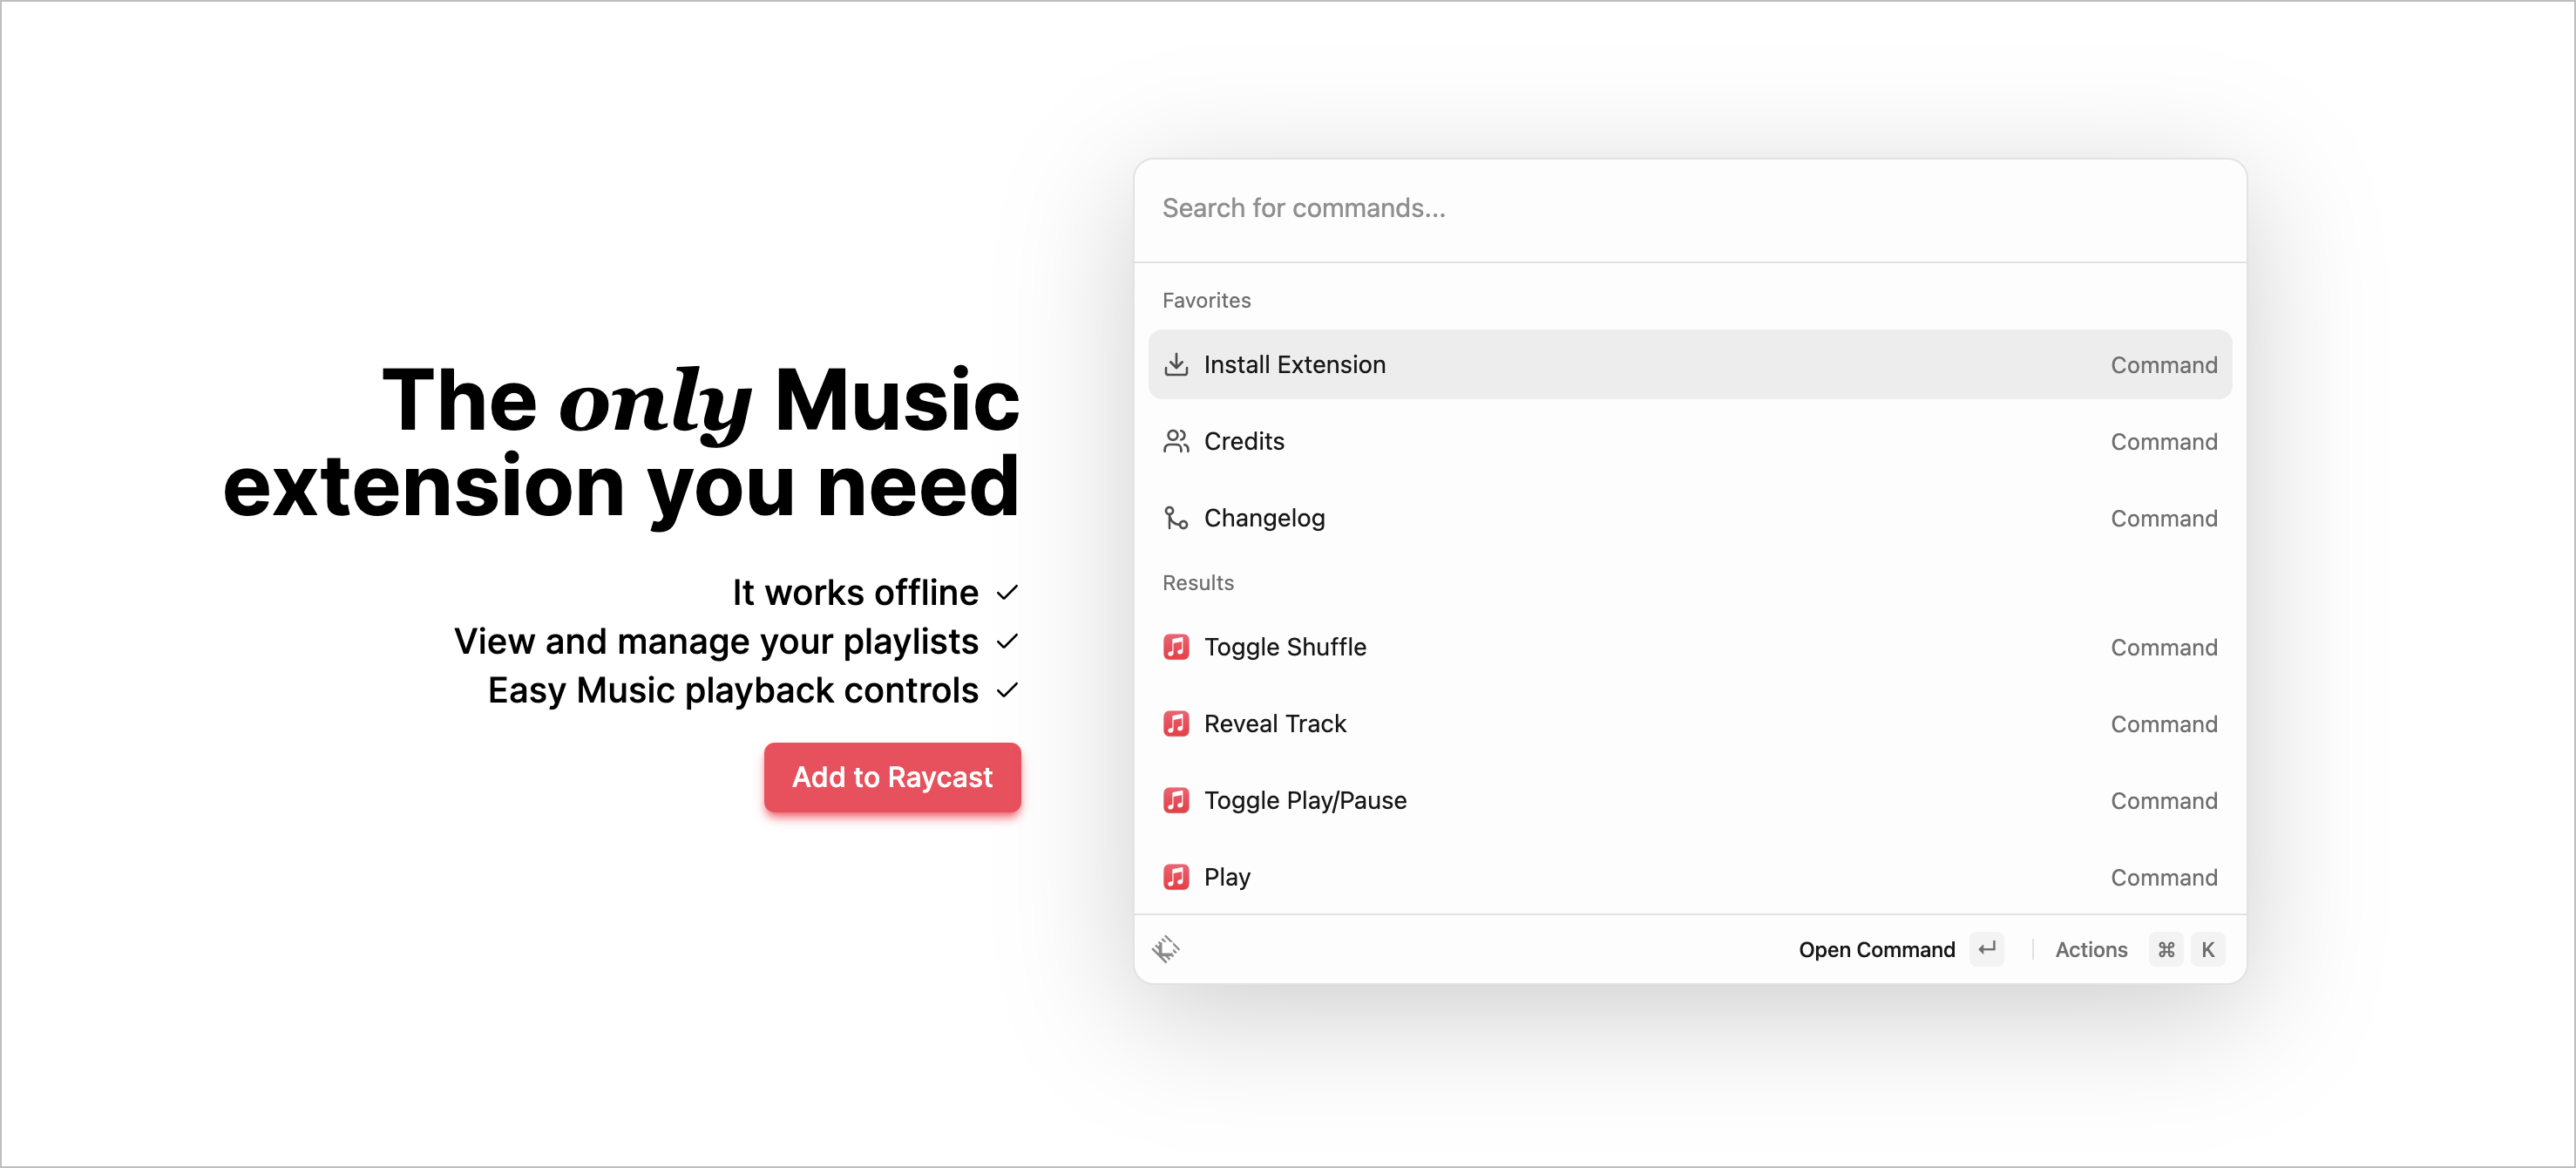 The only Music
extension you need
It works offline ✓
View and manage your playlists ✓
Easy Music playback controls ✓
Add to Raycast
Search for commands...
Favorites
Install Extension Command
Credits Command
Changelog Command
Results
Toggle Shuffle Command
Reveal Track Command
Toggle Play/Pause Command
Play Command
Open Command ↵ Actions ⌘ K